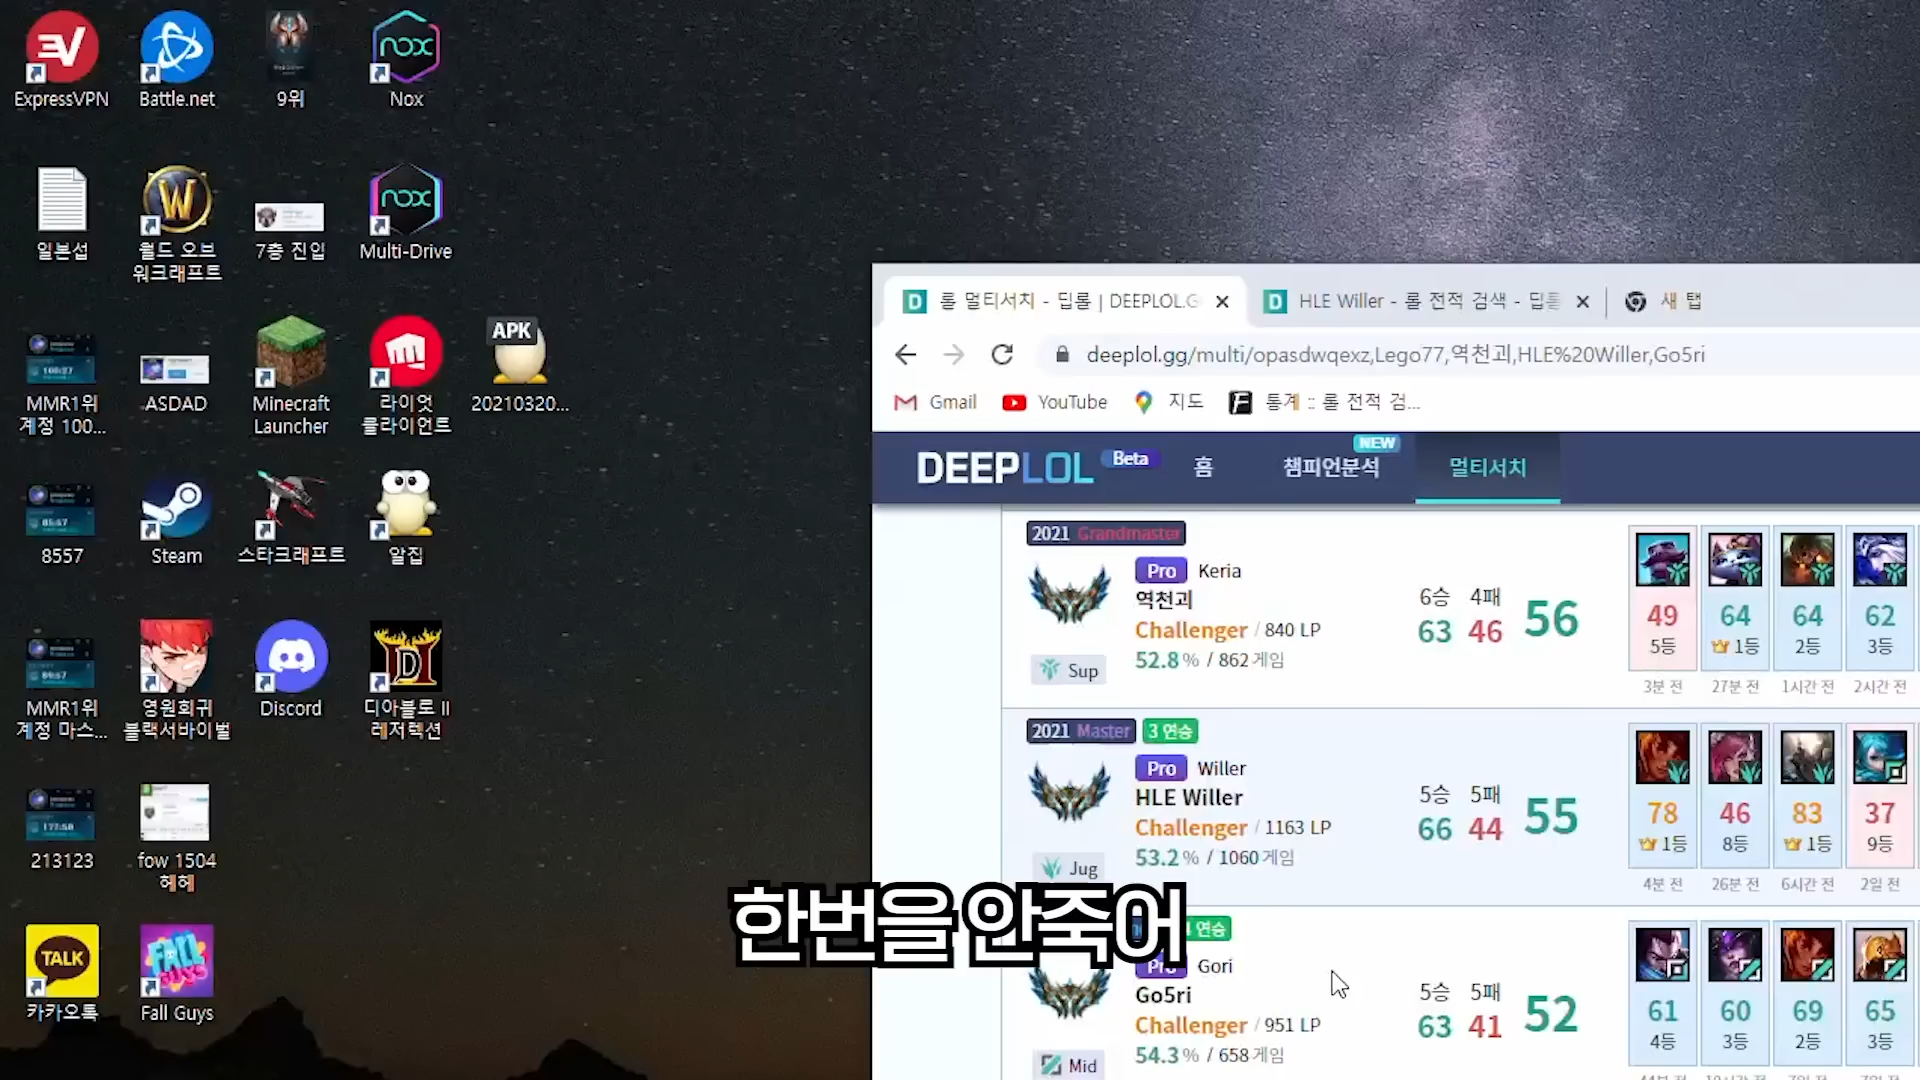 ExpressVPN
Battle.net
9위
Nox
일본섭
월드 오브
워크래프트
7층 진입
Multi-Drive
MMR1위
계정 100...
ASDAD
Minecraft
Launcher
라이엇
클라이언트
APK
20210320...
8557
Steam
스타크래프트
알집
MMR1위
계정 마스...
영원회귀
블랙서바이벌
Discord
디아블로 II
레저렉션
213123
fow 1504
헤헤
TALK
카카오톡
FALL GUYS
Fall Guys
롤 멀티서치 - 딥롤 | DEEPLOL.G
HLE Willer - 롤 전적 검색 - 딥롤
새 탭
deeplol.gg/multi/opasdwqexz,Lego77,역천괴,HLE%20Willer,Go5ri
Gmail
YouTube
지도
통계 :: 롤 전적 검...
DEEPLOL Beta
홈
챔피언분석
NEW
멀티서치
2021 Grandmaster
Pro Keria
역천괴
Challenger / 840 LP
52.8 % / 862 게임
Sup
6승 4패
63 46
56
49 64 64 62
5등 1등 2등 3등
3분 전 27분 전 1시간 전 2시간 전
2021 Master 3 연승
Pro Willer
HLE Willer
Challenger / 1163 LP
53.2 % / 1060 게임
Jug
5승 5패
66 44
55
78 46 83 37
1등 8등 1등 9등
4분 전 26분 전 6시간 전 2일 전
한번을 안죽어
연승
Pro Gori
Go5ri
Challenger / 951 LP
54.3 % / 658 게임
Mid
5승 5패
63 41
52
61 60 69 65
4등 3등 2등 3등